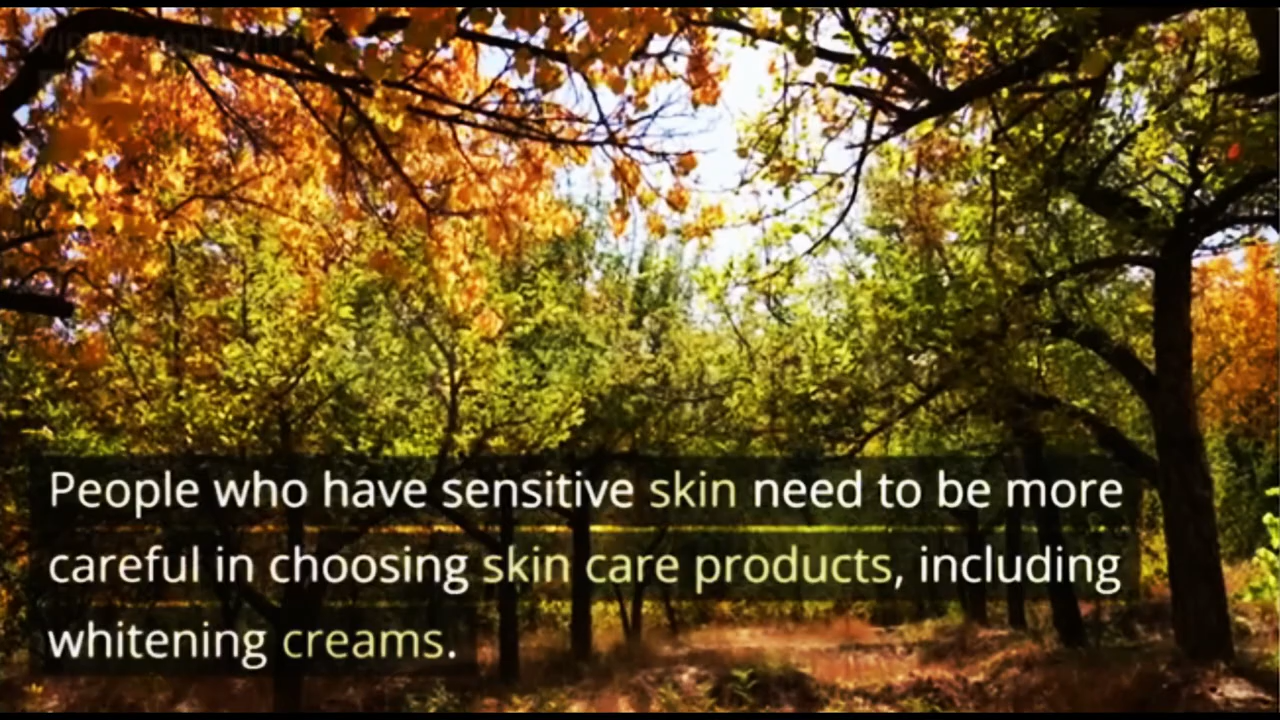 People who have sensitive skin need to be more
careful in choosing skin care products, including
whitening creams.